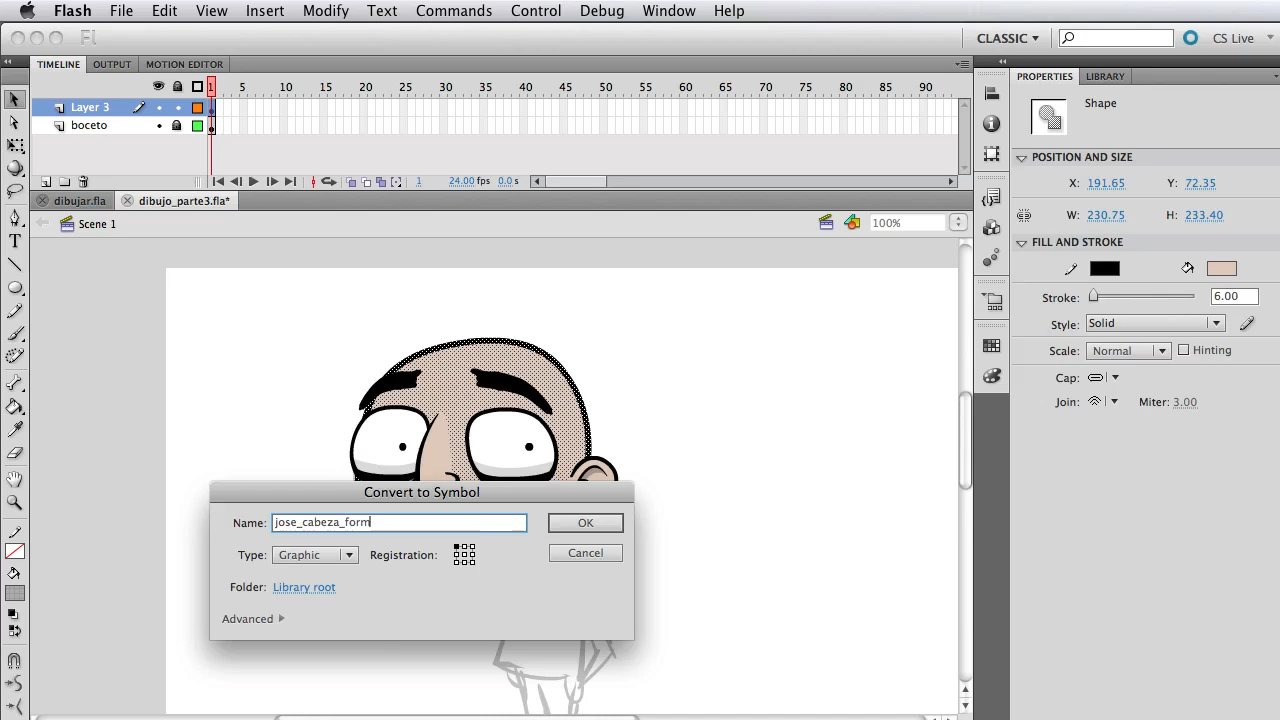 Flash File Edit View Insert Modify Text Commands Control Debug Window Help
Fl CLASSIC CS Live
TIMELINE OUTPUT MOTION EDITOR
1 5 10 15 20 25 30 35 40 45 50 55 60 65 70 75 80 85 90
Layer 3
boceto
1 24.00 fps 0.0 s
dibujar.fla dibujo_parte3.fla*
Scene 1 100%
PROPERTIES LIBRARY
Shape
POSITION AND SIZE
X: 191.65 Y: 72.35
W: 230.75 H: 233.40
FILL AND STROKE
Stroke: 6.00
Style: Solid
Scale: Normal Hinting
Cap:
Join: Miter: 3.00
Convert to Symbol
Name: jose_cabeza_form OK
Type: Graphic Registration: Cancel
Folder: Library root
Advanced